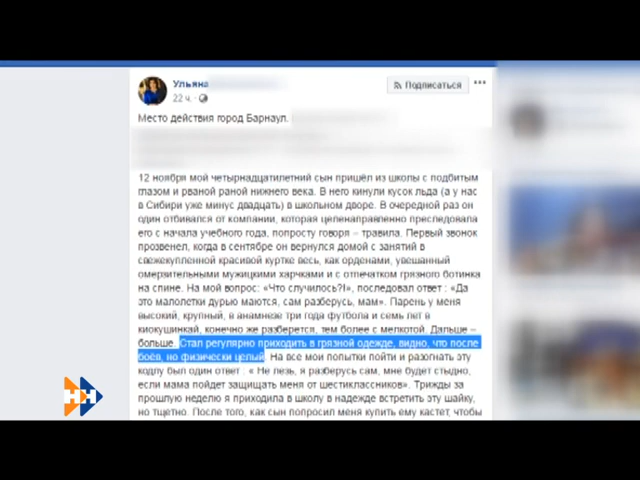 Ульяна
Подписаться
22 ч.
Место действия город Барнаул.
12 ноября мой четырнадцатилетний сын пришёл из школы с подбитым
глазом и рваной раной нижнего века. В него кинули кусок льда (а у нас
в Сибири уже минус двадцать) в школьном дворе. В очередной раз он
один отбивался от компании, которая целенаправленно преследовала
его с начала учебного года, попросту говоря – травила. Первый звонок
прозвенел, когда в сентябре он вернулся домой с занятий в
свежекупленной красивой куртке весь, как орденами, увешанный
омерзительными мужицкими харчками и с отпечатком грязного ботинка
на спине. На мой вопрос: «Что случилось?!», последовал ответ : «Да
это малолетки дурью маются, сам разберусь, мам». Парень у меня
высокий, крупный, в анамнезе три года футбола и семь лет в
киокушинкай, конечно же разберется, тем более с мелкотой. Дальше –
больше. Стал регулярно приходить в грязной одежде, видно, что после
боёв, но физически целый. На все мои попытки пойти и разогнать эту
кодлу был один ответ : « Не лезь, я разберусь сам, мне будет стыдно,
если мама пойдет защищать меня от шестиклассников». Трижды за
прошлую неделю я приходила в школу в надежде встретить эту шайку,
но тщетно. После того, как сын попросил меня купить ему кастет, чтобы
НН